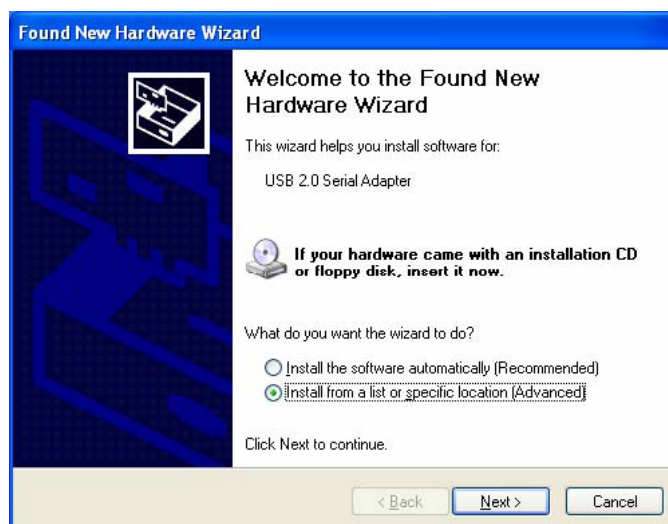 Found New Hardware Wizard
Welcome to the Found New
Hardware Wizard
This wizard helps you install software for:
USB 2.0 Serial Adapter
If your hardware came with an installation CD
or floppy disk, insert it now.
What do you want the wizard to do?
Install the software automatically (Recommended)
Install from a list or specific location (Advanced)
Click Next to continue.
< Back Next > Cancel